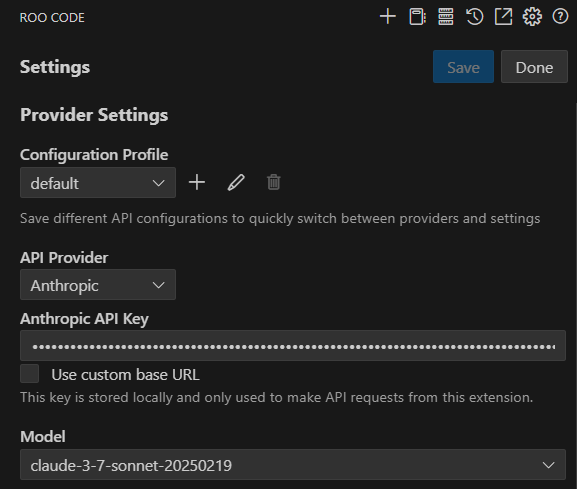 ROO CODE
Settings
Save
Done
Provider Settings
Configuration Profile
default
Save different API configurations to quickly switch between providers and settings
API Provider
Anthropic
Anthropic API Key
Use custom base URL
This key is stored locally and only used to make API requests from this extension.
Model
claude-3-7-sonnet-20250219